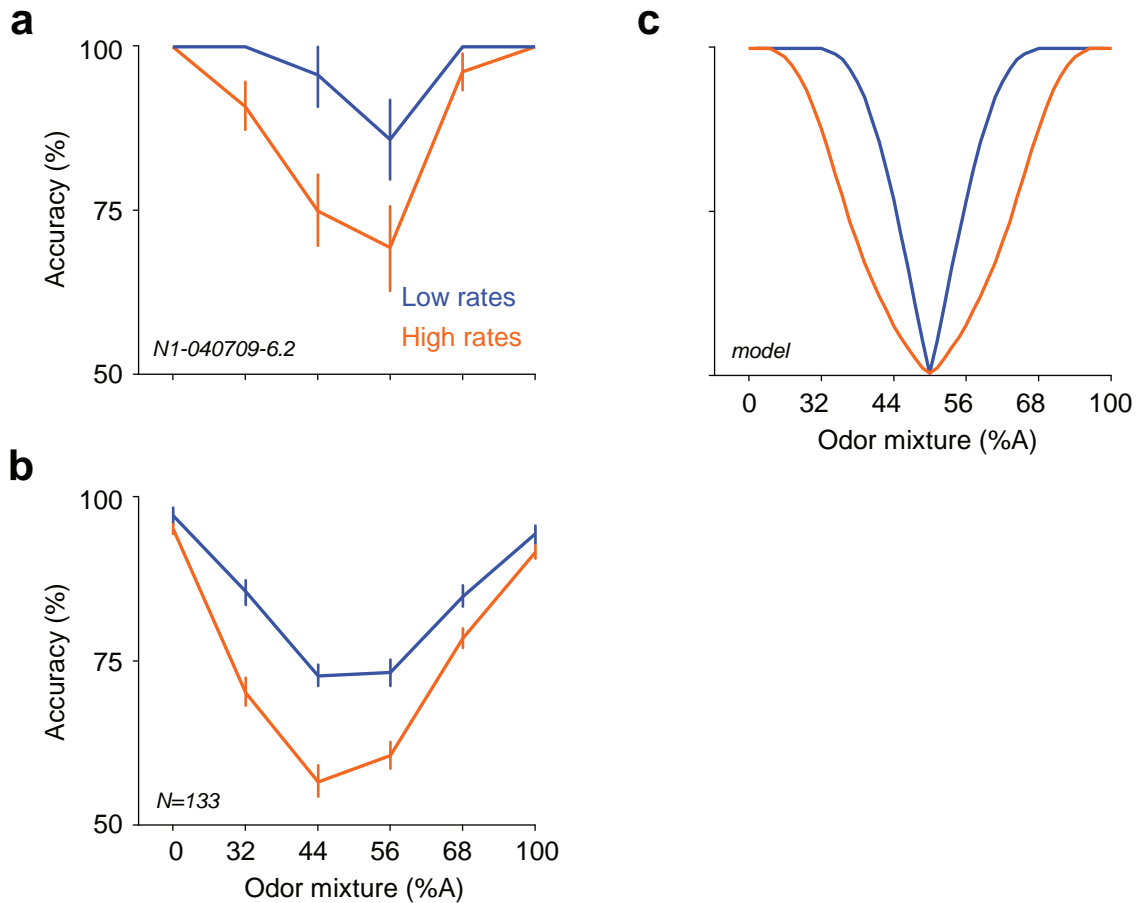 a
100
75
50
Accuracy (%)
Low rates
High rates
N1-040709-6.2
b
100
75
50
Accuracy (%)
N=133
0 32 44 56 68 100
Odor mixture (%A)
c
model
0 32 44 56 68 100
Odor mixture (%A)